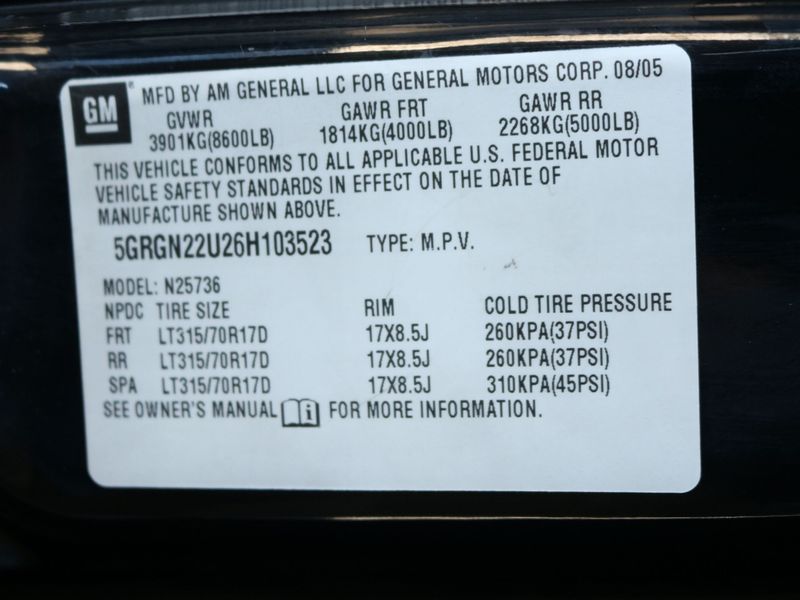 GM
MFD BY AM GENERAL LLC FOR GENERAL MOTORS CORP. 08/05
GVWR GAWR FRT GAWR RR
3901KG(8600LB) 1814KG(4000LB) 2268KG(5000LB)
THIS VEHICLE CONFORMS TO ALL APPLICABLE U.S. FEDERAL MOTOR
VEHICLE SAFETY STANDARDS IN EFFECT ON THE DATE OF
MANUFACTURE SHOWN ABOVE.
5GRGN22U26H103523 TYPE: M.P.V.
MODEL: N25736
NPDC TIRE SIZE RIM COLD TIRE PRESSURE
FRT LT315/70R17D 17X8.5J 260KPA(37PSI)
RR LT315/70R17D 17X8.5J 260KPA(37PSI)
SPA LT315/70R17D 17X8.5J 310KPA(45PSI)
SEE OWNER'S MANUAL i FOR MORE INFORMATION.